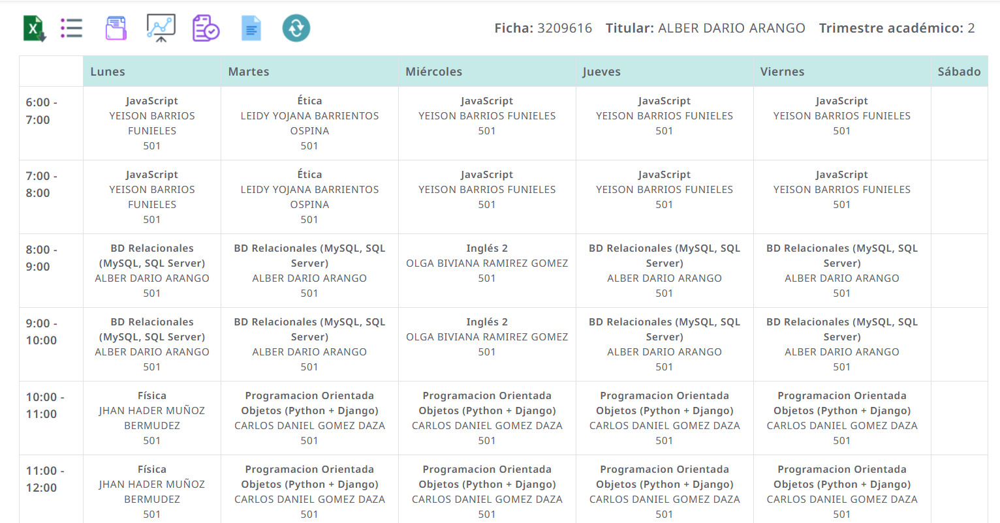 X
Ficha: 3209616 Titular: ALBER DARIO ARANGO Trimestre académico: 2
Lunes Martes Miércoles Jueves Viernes Sábado
6:00 -
7:00
JavaScript
YEISON BARRIOS
FUNIELES
501
Ética
LEIDY YOJANA BARRIENTOS
OSPINA
501
JavaScript
YEISON BARRIOS FUNIELES
501
JavaScript
YEISON BARRIOS FUNIELES
501
JavaScript
YEISON BARRIOS FUNIELES
501
7:00 -
8:00
JavaScript
YEISON BARRIOS
FUNIELES
501
Ética
LEIDY YOJANA BARRIENTOS
OSPINA
501
JavaScript
YEISON BARRIOS FUNIELES
501
JavaScript
YEISON BARRIOS FUNIELES
501
JavaScript
YEISON BARRIOS FUNIELES
501
8:00 -
9:00
BD Relacionales
(MySQL, SQL Server)
ALBER DARIO ARANGO
501
BD Relacionales (MySQL, SQL
Server)
ALBER DARIO ARANGO
501
Inglés 2
OLGA BIVIANA RAMIREZ GOMEZ
501
BD Relacionales (MySQL, SQL
Server)
ALBER DARIO ARANGO
501
BD Relacionales (MySQL, SQL
Server)
ALBER DARIO ARANGO
501
9:00 -
10:00
BD Relacionales
(MySQL, SQL Server)
ALBER DARIO ARANGO
501
BD Relacionales (MySQL, SQL
Server)
ALBER DARIO ARANGO
501
Inglés 2
OLGA BIVIANA RAMIREZ GOMEZ
501
BD Relacionales (MySQL, SQL
Server)
ALBER DARIO ARANGO
501
BD Relacionales (MySQL, SQL
Server)
ALBER DARIO ARANGO
501
10:00 -
11:00
Física
JHAN HADER MUÑOZ
BERMUDEZ
501
Programacion Orientada
Objetos (Python + Django)
CARLOS DANIEL GOMEZ DAZA
501
Programacion Orientada
Objetos (Python + Django)
CARLOS DANIEL GOMEZ DAZA
501
Programacion Orientada
Objetos (Python + Django)
CARLOS DANIEL GOMEZ DAZA
501
Programacion Orientada
Objetos (Python + Django)
CARLOS DANIEL GOMEZ DAZA
501
11:00 -
12:00
Física
JHAN HADER MUÑOZ
BERMUDEZ
501
Programacion Orientada
Objetos (Python + Django)
CARLOS DANIEL GOMEZ DAZA
501
Programacion Orientada
Objetos (Python + Django)
CARLOS DANIEL GOMEZ DAZA
501
Programacion Orientada
Objetos (Python + Django)
CARLOS DANIEL GOMEZ DAZA
501
Programacion Orientada
Objetos (Python + Django)
CARLOS DANIEL GOMEZ DAZA
501